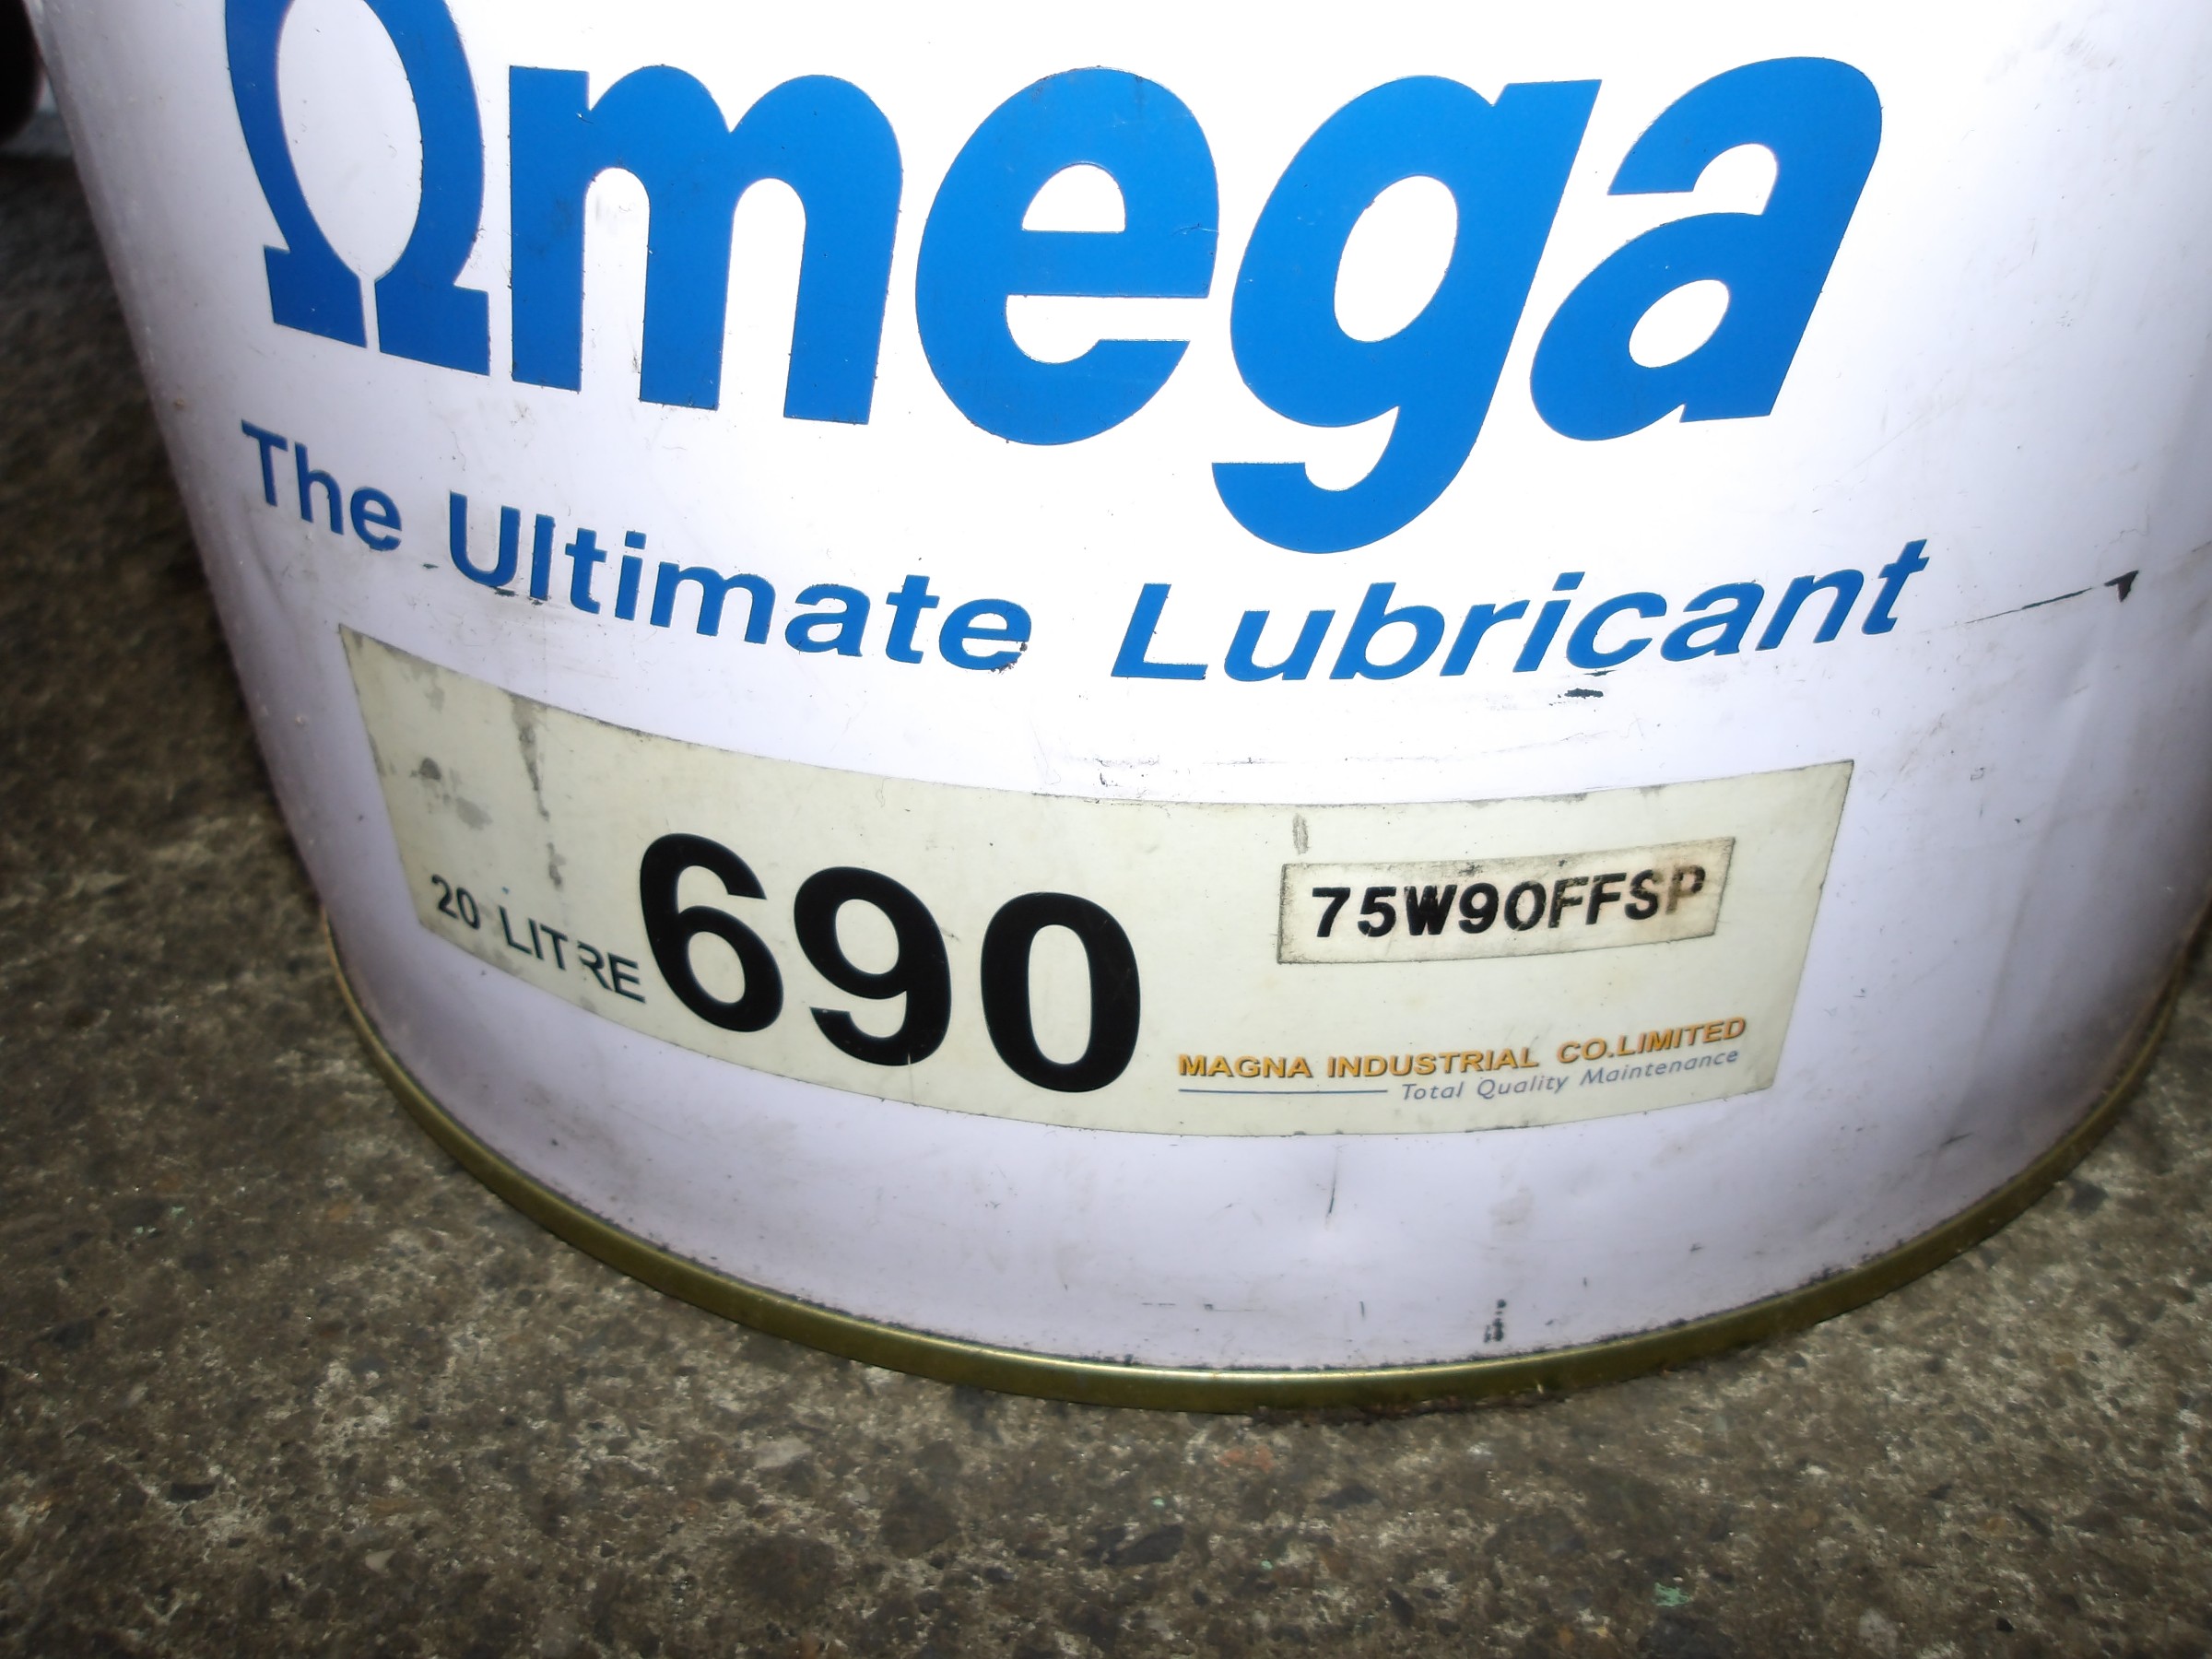 Ωmega
The Ultimate Lubricant
20 LITRE 690 75W90FFSP
MAGNA INDUSTRIAL CO.LIMITED
Total Quality Maintenance